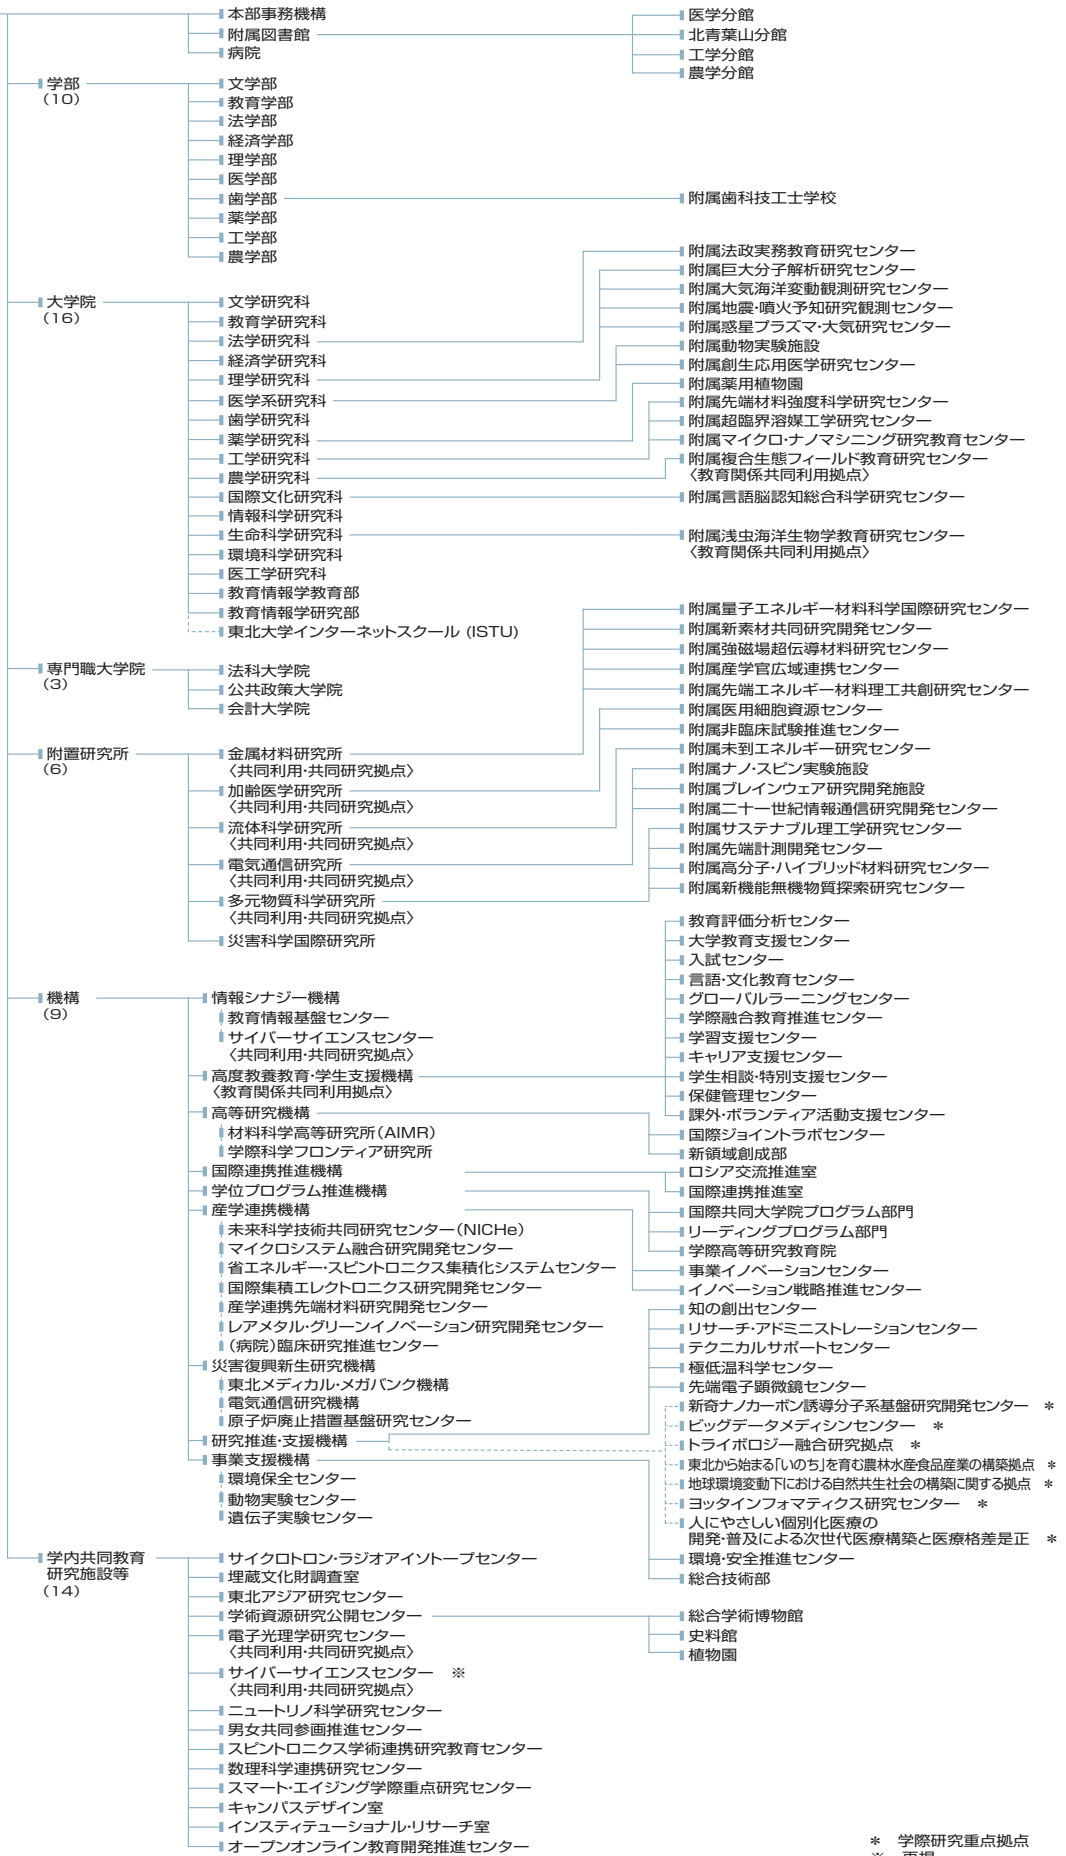 本部事務機構
附属図書館
病院
医学分館
北青葉山分館
工学分館
農学分館
学部
(10)
文学部
教育学部
法学部
経済学部
理学部
医学部
歯学部
薬学部
工学部
農学部
附属歯科技工士学校
大学院
(16)
文学研究科
教育学研究科
法学研究科
経済学研究科
理学研究科
医学系研究科
歯学研究科
薬学研究科
工学研究科
農学研究科
国際文化研究科
情報科学研究科
生命科学研究科
環境科学研究科
医工学研究科
教育情報学教育部
教育情報学研究部
東北大学インターネットスクール (ISTU)
附属法政実務教育研究センター
附属巨大分子解析研究センター
附属大気海洋変動観測研究センター
附属地震・噴火予知研究観測センター
附属惑星プラズマ・大気研究センター
附属動物実験施設
附属創生応用医学研究センター
附属薬用植物園
附属先端材料強度科学研究センター
附属超臨界溶媒工学研究センター
附属マイクロ・ナノマシニング研究教育センター
附属複合生態フィールド教育研究センター
〈教育関係共同利用拠点〉
附属言語脳認知総合科学研究センター
附属浅虫海洋生物学教育研究センター
〈教育関係共同利用拠点〉
専門職大学院
(3)
法科大学院
公共政策大学院
会計大学院
附置研究所
(6)
金属材料研究所
〈共同利用・共同研究拠点〉
加齢医学研究所
〈共同利用・共同研究拠点〉
流体科学研究所
〈共同利用・共同研究拠点〉
電気通信研究所
〈共同利用・共同研究拠点〉
多元物質科学研究所
〈共同利用・共同研究拠点〉
災害科学国際研究所
附属量子エネルギー材料科学国際研究センター
附属新素材共同研究開発センター
附属強磁場超伝導材料研究センター
附属産学官広域連携センター
附属先端エネルギー材料理工共創研究センター
附属医用細胞資源センター
附属非臨床試験推進センター
附属未到エネルギー研究センター
附属ナノ・スピン実験施設
附属ブレインウェア研究開発施設
附属二十一世紀情報通信研究開発センター
附属サステナブル理工学研究センター
附属先端計測開発センター
附属高分子・ハイブリッド材料研究センター
附属新機能無機物質探索研究センター
機構
(9)
情報シナジー機構
教育情報基盤センター
サイバーサイエンスセンター
〈共同利用・共同研究拠点〉
高度教養教育・学生支援機構
〈教育関係共同利用拠点〉
高等研究機構
材料科学高等研究所(AIMR)
学際科学フロンティア研究所
国際連携推進機構
学位プログラム推進機構
産学連携機構
未来科学技術共同研究センター(NICHe)
マイクロシステム融合研究開発センター
省エネルギー・スピントロニクス集積化システムセンター
国際集積エレクトロニクス研究開発センター
産学連携先端材料研究開発センター
レアメタル・グリーンイノベーション研究開発センター
(病院)臨床研究推進センター
災害復興新生研究機構
東北メディカル・メガバンク機構
電気通信研究機構
原子炉廃止措置基盤研究センター
研究推進・支援機構
事業支援機構
環境保全センター
動物実験センター
遺伝子実験センター
教育評価分析センター
大学教育支援センター
入試センター
言語・文化教育センター
グローバルラーニングセンター
学際融合教育推進センター
学習支援センター
キャリア支援センター
学生相談・特別支援センター
保健管理センター
課外・ボランティア活動支援センター
国際ジョイントラボセンター
新領域創成部
ロシア交流推進室
国際連携推進室
国際共同大学院プログラム部門
リーディングプログラム部門
学際高等研究教育院
事業イノベーションセンター
イノベーション戦略推進センター
知の創出センター
リサーチ・アドミニストレーションセンター
テクニカルサポートセンター
極低温科学センター
先端電子顕微鏡センター
新奇ナノカーボン誘導分子系基盤研究開発センター *
ビッグデータメディシンセンター *
トライボロジー融合研究拠点 *
東北から始まる「いのち」を育む農林水産食品産業の構築拠点 *
地球環境変動下における自然共生社会の構築に関する拠点 *
ヨッタインフォマティクス研究センター *
人にやさしい個別化医療の
開発・普及による次世代医療構築と医療格差是正 *
環境・安全推進センター
総合技術部
学内共同教育
研究施設等
(14)
サイクロトロン・ラジオアイソトープセンター
埋蔵文化財調査室
東北アジア研究センター
学術資源研究公開センター
電子光理学研究センター
〈共同利用・共同研究拠点〉
サイバーサイエンスセンター ※
〈共同利用・共同研究拠点〉
ニュートリノ科学研究センター
男女共同参画推進センター
スピントロニクス学術連携研究教育センター
数理科学連携研究センター
スマート・エイジング学際重点研究センター
キャンパスデザイン室
インスティテューショナル・リサーチ室
オープンオンライン教育開発推進センター
総合学術博物館
史料館
植物園
* 学際研究重点拠点